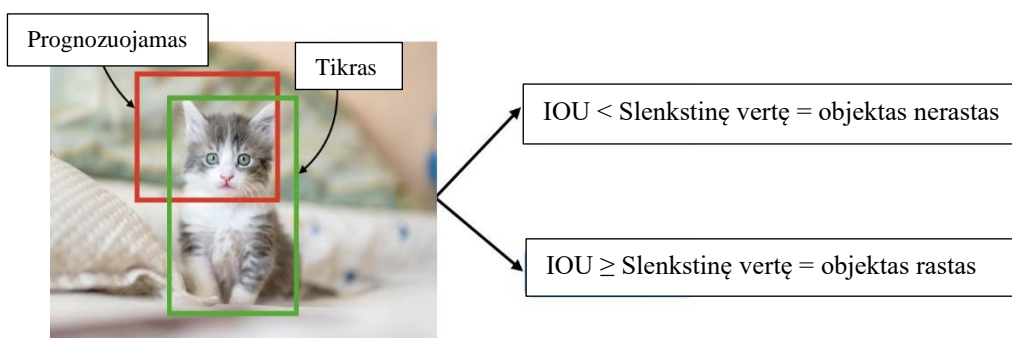 Prognozuojamas
Tikras
IOU < Slenkstinę vertę = objektas nerastas
IOU ≥ Slenkstinę vertę = objektas rastas